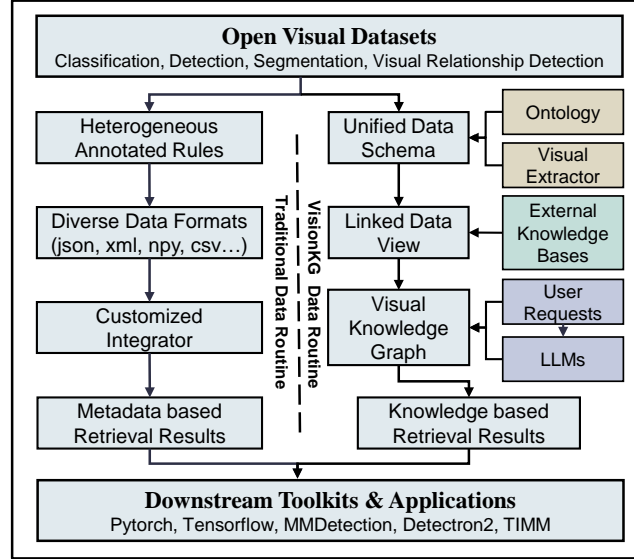 Open Visual Datasets
Classification, Detection, Segmentation, Visual Relationship Detection
Heterogeneous
Annotated Rules
Diverse Data Formats
(json, xml, npy, csv…)
Customized
Integrator
Metadata based
Retrieval Results
Traditional Data Routine
VisionKG Data Routine
Unified Data
Schema
Linked Data
View
Visual
Knowledge
Graph
Knowledge based
Retrieval Results
Ontology
Visual
Extractor
External
Knowledge
Bases
User
Requests
LLMs
Downstream Toolkits & Applications
Pytorch, Tensorflow, MMDetection, Detectron2, TIMM